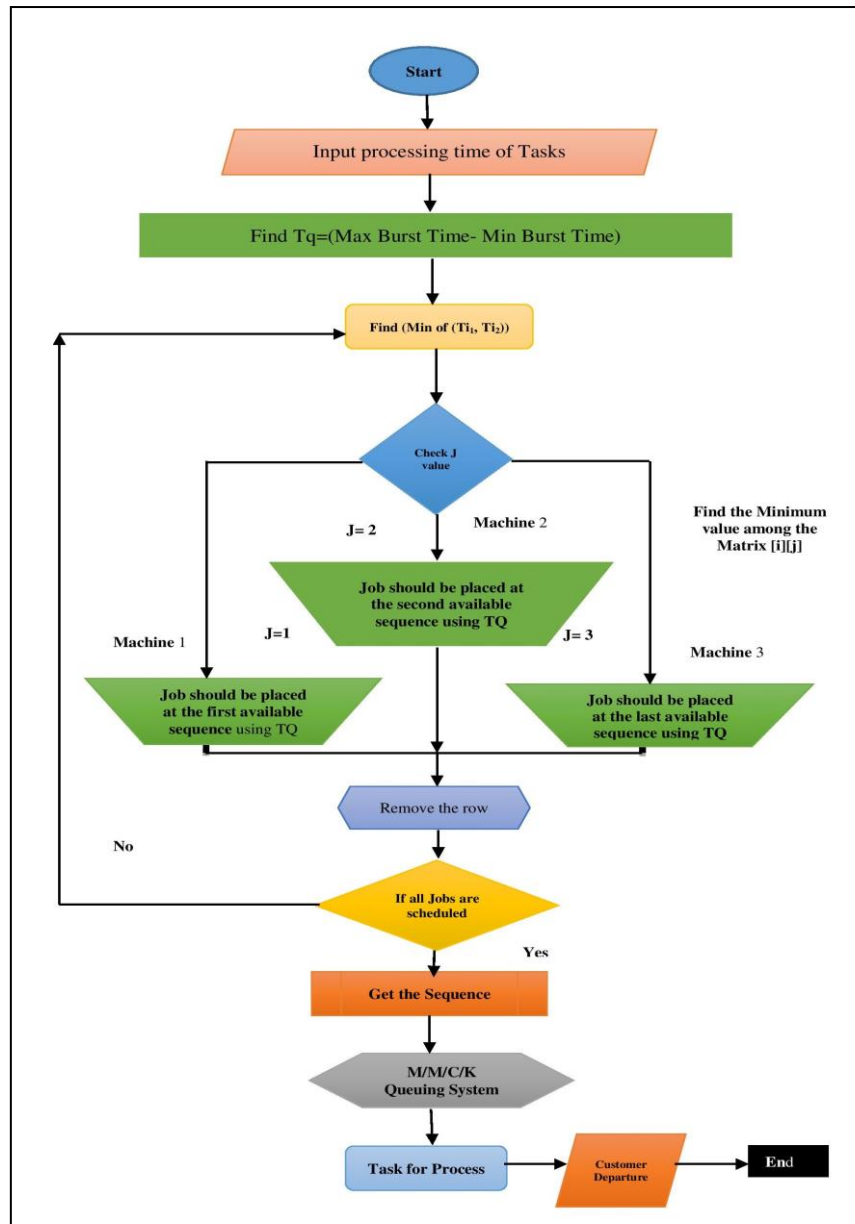 Start
Input processing time of Tasks
Find Tq=(Max Burst Time- Min Burst Time)
Find (Min of (Ti₁, Ti₂))
Check J
value
J= 2
Machine 2
Find the Minimum
value among the
Matrix [i][j]
Job should be placed at
the second available
sequence using TQ
J=1
J= 3
Machine 1
Machine 3
Job should be placed
at the first available
sequence using TQ
Job should be placed
at the last available
sequence using TQ
Remove the row
No
If all Jobs are
scheduled
Yes
Get the Sequence
M/M/C/K
Queuing System
Task for Process
Customer
Departure
End